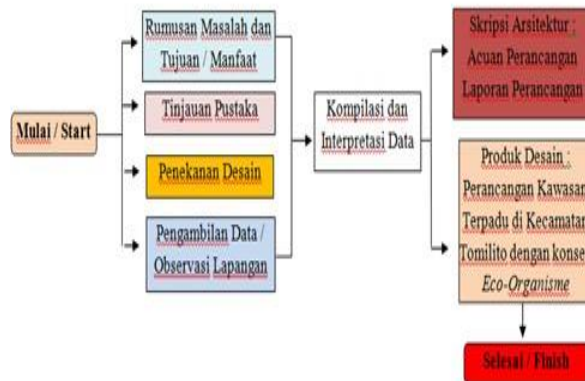 Mulai / Start
Rumusan Masalah dan
Tujuan / Manfaat
Tinjauan Pustaka
Penekanan Desain
Pengambilan Data /
Observasi Lapangan
Kompilasi dan
Interpretasi Data
Skripsi Arsitektur :
Acuan Perancangan
Laporan Perancangan
Produk Desain :
Perancangan Kawasan
Terpadu di Kecamatan
Tomilito dengan konse
Eco-Organisme
Selesai / Finish